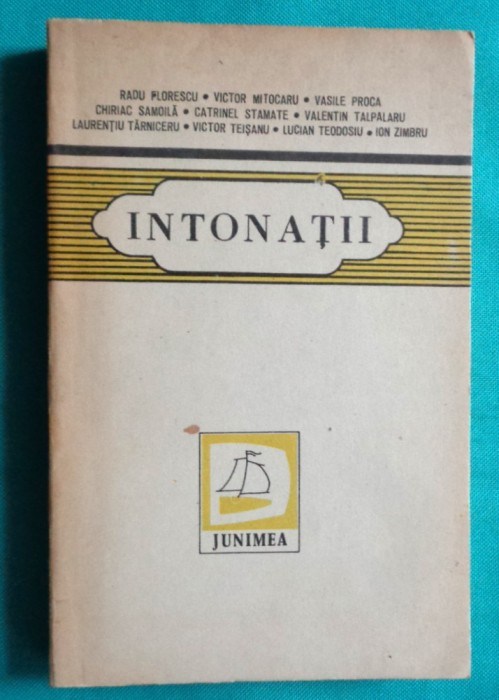 RADU FLORESCU • VICTOR MITOCARU • VASILE PROCA
CHIRIAC SAMOILĂ • CATRINEL STAMATE • VALENTIN TALPALARU
LAURENȚIU TÂRNICERU • VICTOR TEIȘANU • LUCIAN TEODOSIU • ION ZIMBRU
INTONAȚII
JUNIMEA